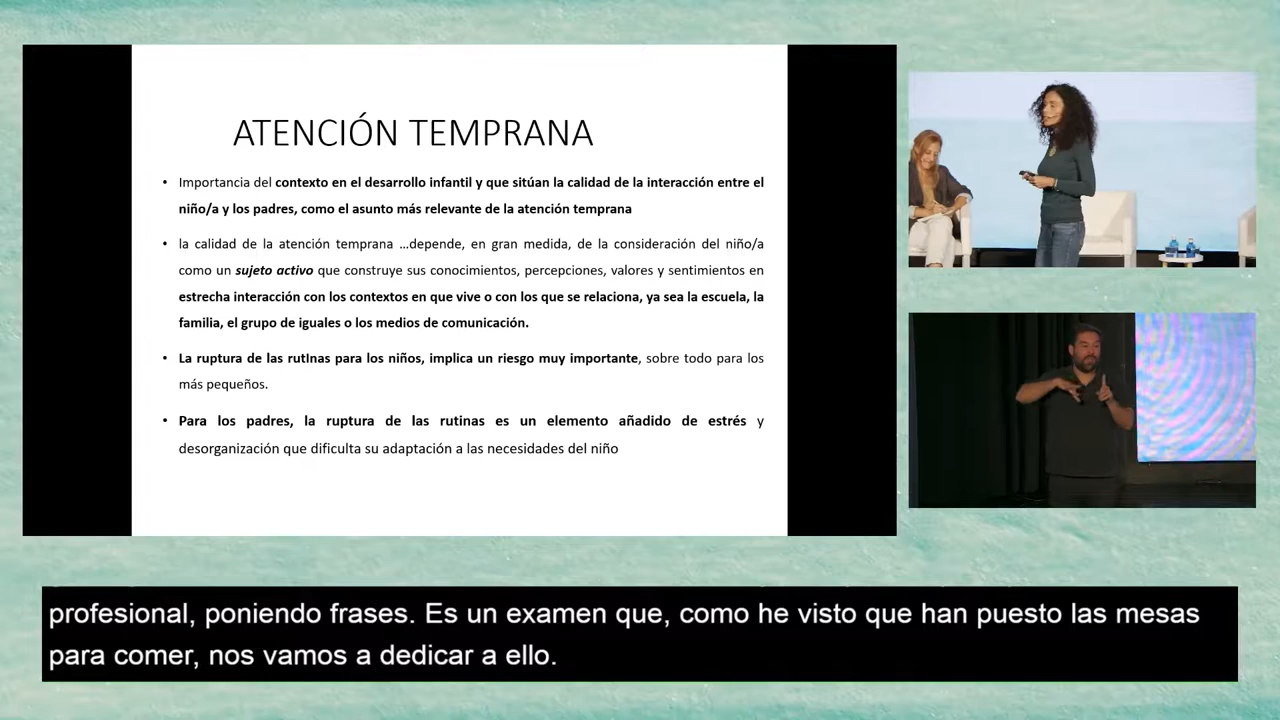 ATENCIÓN TEMPRANA
• Importancia del contexto en el desarrollo infantil y que sitúan la calidad de la interacción entre el
niño/a y los padres, como el asunto más relevante de la atención temprana
• la calidad de la atención temprana …depende, en gran medida, de la consideración del niño/a
como un sujeto activo que construye sus conocimientos, percepciones, valores y sentimientos en
estrecha interacción con los contextos en que vive o con los que se relaciona, ya sea la escuela, la
familia, el grupo de iguales o los medios de comunicación.
• La ruptura de las rutInas para los niños, implica un riesgo muy importante, sobre todo para los
más pequeños.
• Para los padres, la ruptura de las rutinas es un elemento añadido de estrés y
desorganización que dificulta su adaptación a las necesidades del niño
profesional, poniendo frases. Es un examen que, como he visto que han puesto las mesas
para comer, nos vamos a dedicar a ello.